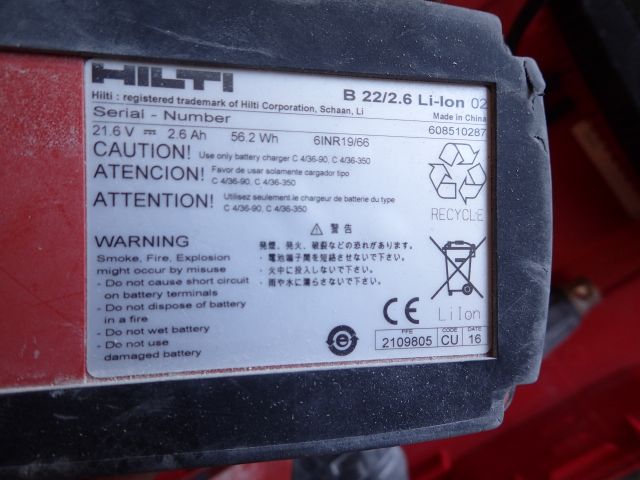 HILTI
B 22/2.6 Li-Ion 02
Hilti : registered trademark of Hilti Corporation, Schaan, Li
Made in China
Serial - Number
608510287
21.6 V ⎓ 2.6 Ah 56.2 Wh 6INR19/66
CAUTION! Use only battery charger C 4/36-90, C 4/36-350
ATENCION! Favor de usar solamente cargador tipo
C 4/36-90, C 4/36-350
ATTENTION! Utilisez seulement le chargeur de batterie du type
C 4/36-90, C 4/36-350
RECYCLE
WARNING
Smoke, Fire, Explosion
might occur by misuse
- Do not cause short circuit
on battery terminals
- Do not dispose of battery
in a fire
- Do not wet battery
- Do not use
damaged battery
⚠ 警告
発煙、発火、破裂などの恐れがあります。
・電池端子間を短絡させないで下さい。
・火中に投入しないで下さい。
・雨や水に濡らさないで下さい。
CE
LiIon
PPE CODE DATE
2109805 CU 16